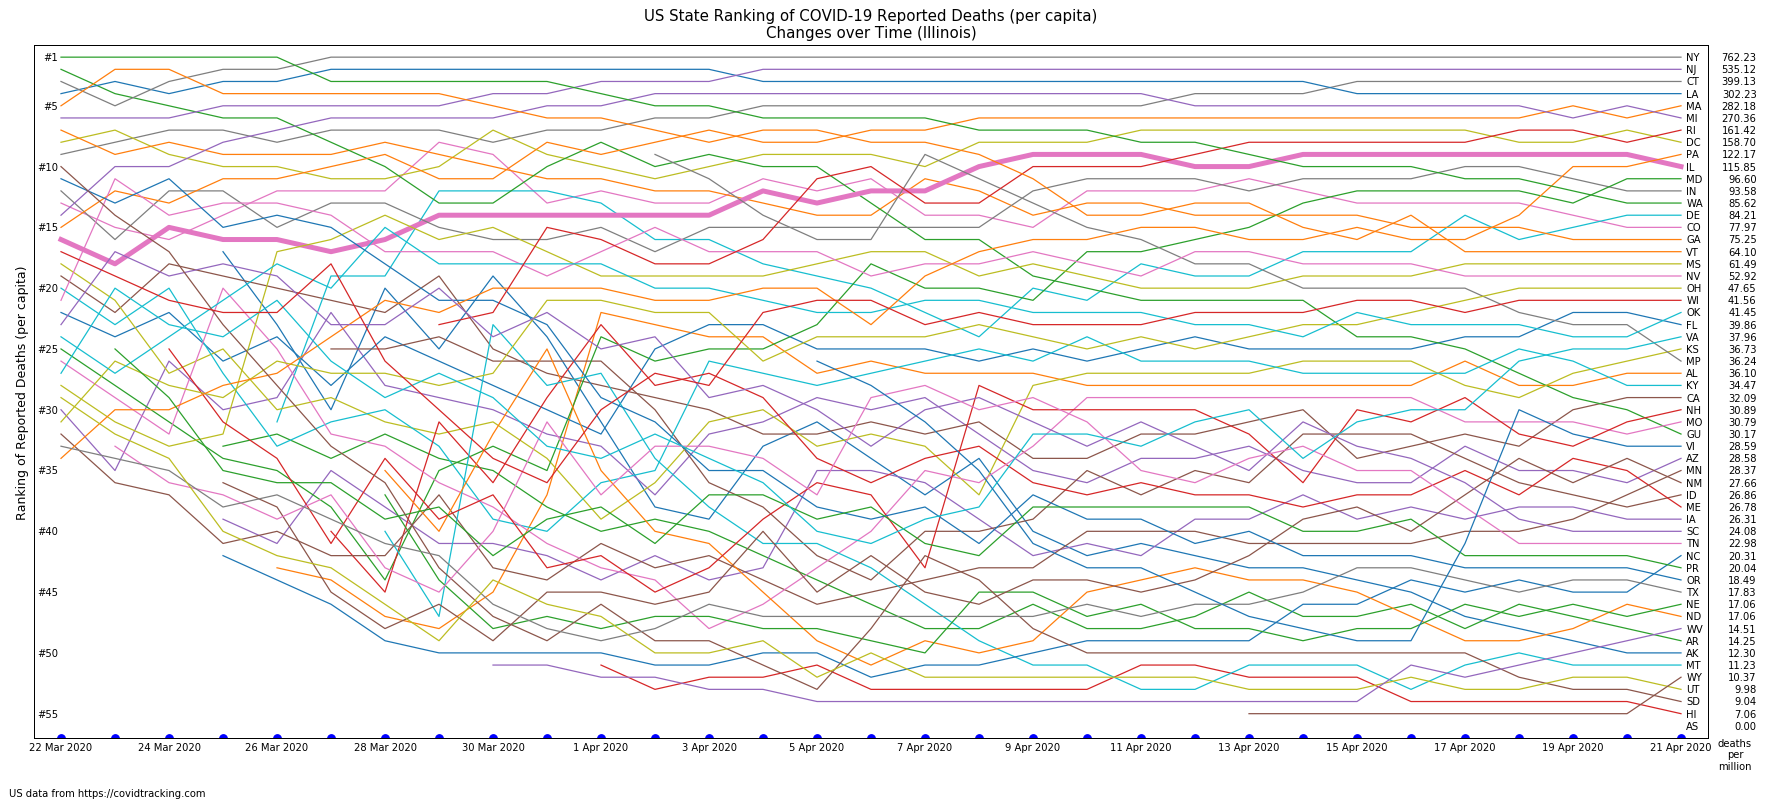 US State Ranking of COVID-19 Reported Deaths (per capita)
Changes over Time (Illinois)
Ranking of Reported Deaths (per capita)
#1
#5
#10
#15
#20
#25
#30
#35
#40
#45
#50
#55
NY 762.23
NJ 535.12
CT 399.13
LA 302.23
MA 282.18
MI 270.36
RI 161.42
DC 158.70
PA 122.17
IL 115.85
MD 96.60
IN 93.58
WA 85.62
DE 84.21
CO 77.97
GA 75.25
VT 64.10
MS 61.49
NV 52.92
OH 47.65
WI 41.56
OK 41.45
FL 39.86
VA 37.96
KS 36.73
MP 36.24
AL 36.10
KY 34.47
CA 32.09
NH 30.89
MO 30.79
GU 30.17
VI 28.59
AZ 28.58
MN 28.37
NM 27.66
ID 26.86
ME 26.78
IA 26.31
SC 24.08
TN 22.98
NC 20.31
PR 20.04
OR 18.49
TX 17.83
NE 17.06
ND 17.06
WV 14.51
AR 14.25
AK 12.30
MT 11.23
WY 10.37
UT 9.98
SD 9.04
HI 7.06
AS 0.00
22 Mar 2020 24 Mar 2020 26 Mar 2020 28 Mar 2020 30 Mar 2020 1 Apr 2020 3 Apr 2020 5 Apr 2020 7 Apr 2020 9 Apr 2020 11 Apr 2020 13 Apr 2020 15 Apr 2020 17 Apr 2020 19 Apr 2020 21 Apr 2020
deaths
per
million
US data from https://covidtracking.com